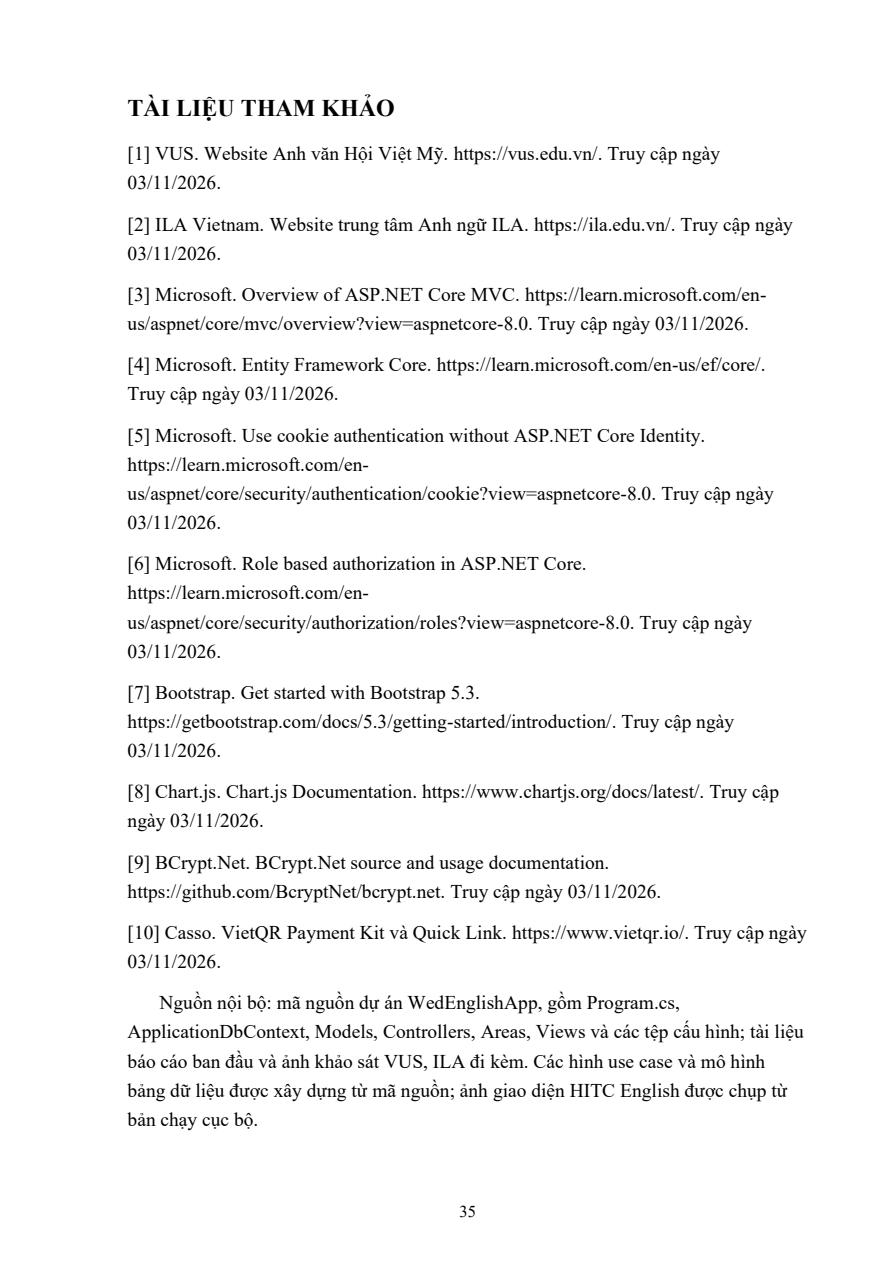 TÀI LIỆU THAM KHẢO
[1] VUS. Website Anh văn Hội Việt Mỹ. https://vus.edu.vn/. Truy cập ngày
03/11/2026.
[2] ILA Vietnam. Website trung tâm Anh ngữ ILA. https://ila.edu.vn/. Truy cập ngày
03/11/2026.
[3] Microsoft. Overview of ASP.NET Core MVC. https://learn.microsoft.com/en-
us/aspnet/core/mvc/overview?view=aspnetcore-8.0. Truy cập ngày 03/11/2026.
[4] Microsoft. Entity Framework Core. https://learn.microsoft.com/en-us/ef/core/.
Truy cập ngày 03/11/2026.
[5] Microsoft. Use cookie authentication without ASP.NET Core Identity.
https://learn.microsoft.com/en-
us/aspnet/core/security/authentication/cookie?view=aspnetcore-8.0. Truy cập ngày
03/11/2026.
[6] Microsoft. Role based authorization in ASP.NET Core.
https://learn.microsoft.com/en-
us/aspnet/core/security/authorization/roles?view=aspnetcore-8.0. Truy cập ngày
03/11/2026.
[7] Bootstrap. Get started with Bootstrap 5.3.
https://getbootstrap.com/docs/5.3/getting-started/introduction/. Truy cập ngày
03/11/2026.
[8] Chart.js. Chart.js Documentation. https://www.chartjs.org/docs/latest/. Truy cập
ngày 03/11/2026.
[9] BCrypt.Net. BCrypt.Net source and usage documentation.
https://github.com/BcryptNet/bcrypt.net. Truy cập ngày 03/11/2026.
[10] Casso. VietQR Payment Kit và Quick Link. https://www.vietqr.io/. Truy cập ngày
03/11/2026.
Nguồn nội bộ: mã nguồn dự án WedEnglishApp, gồm Program.cs,
ApplicationDbContext, Models, Controllers, Areas, Views và các tệp cấu hình; tài liệu
báo cáo ban đầu và ảnh khảo sát VUS, ILA đi kèm. Các hình use case và mô hình
bảng dữ liệu được xây dựng từ mã nguồn; ảnh giao diện HITC English được chụp từ
bản chạy cục bộ.
35